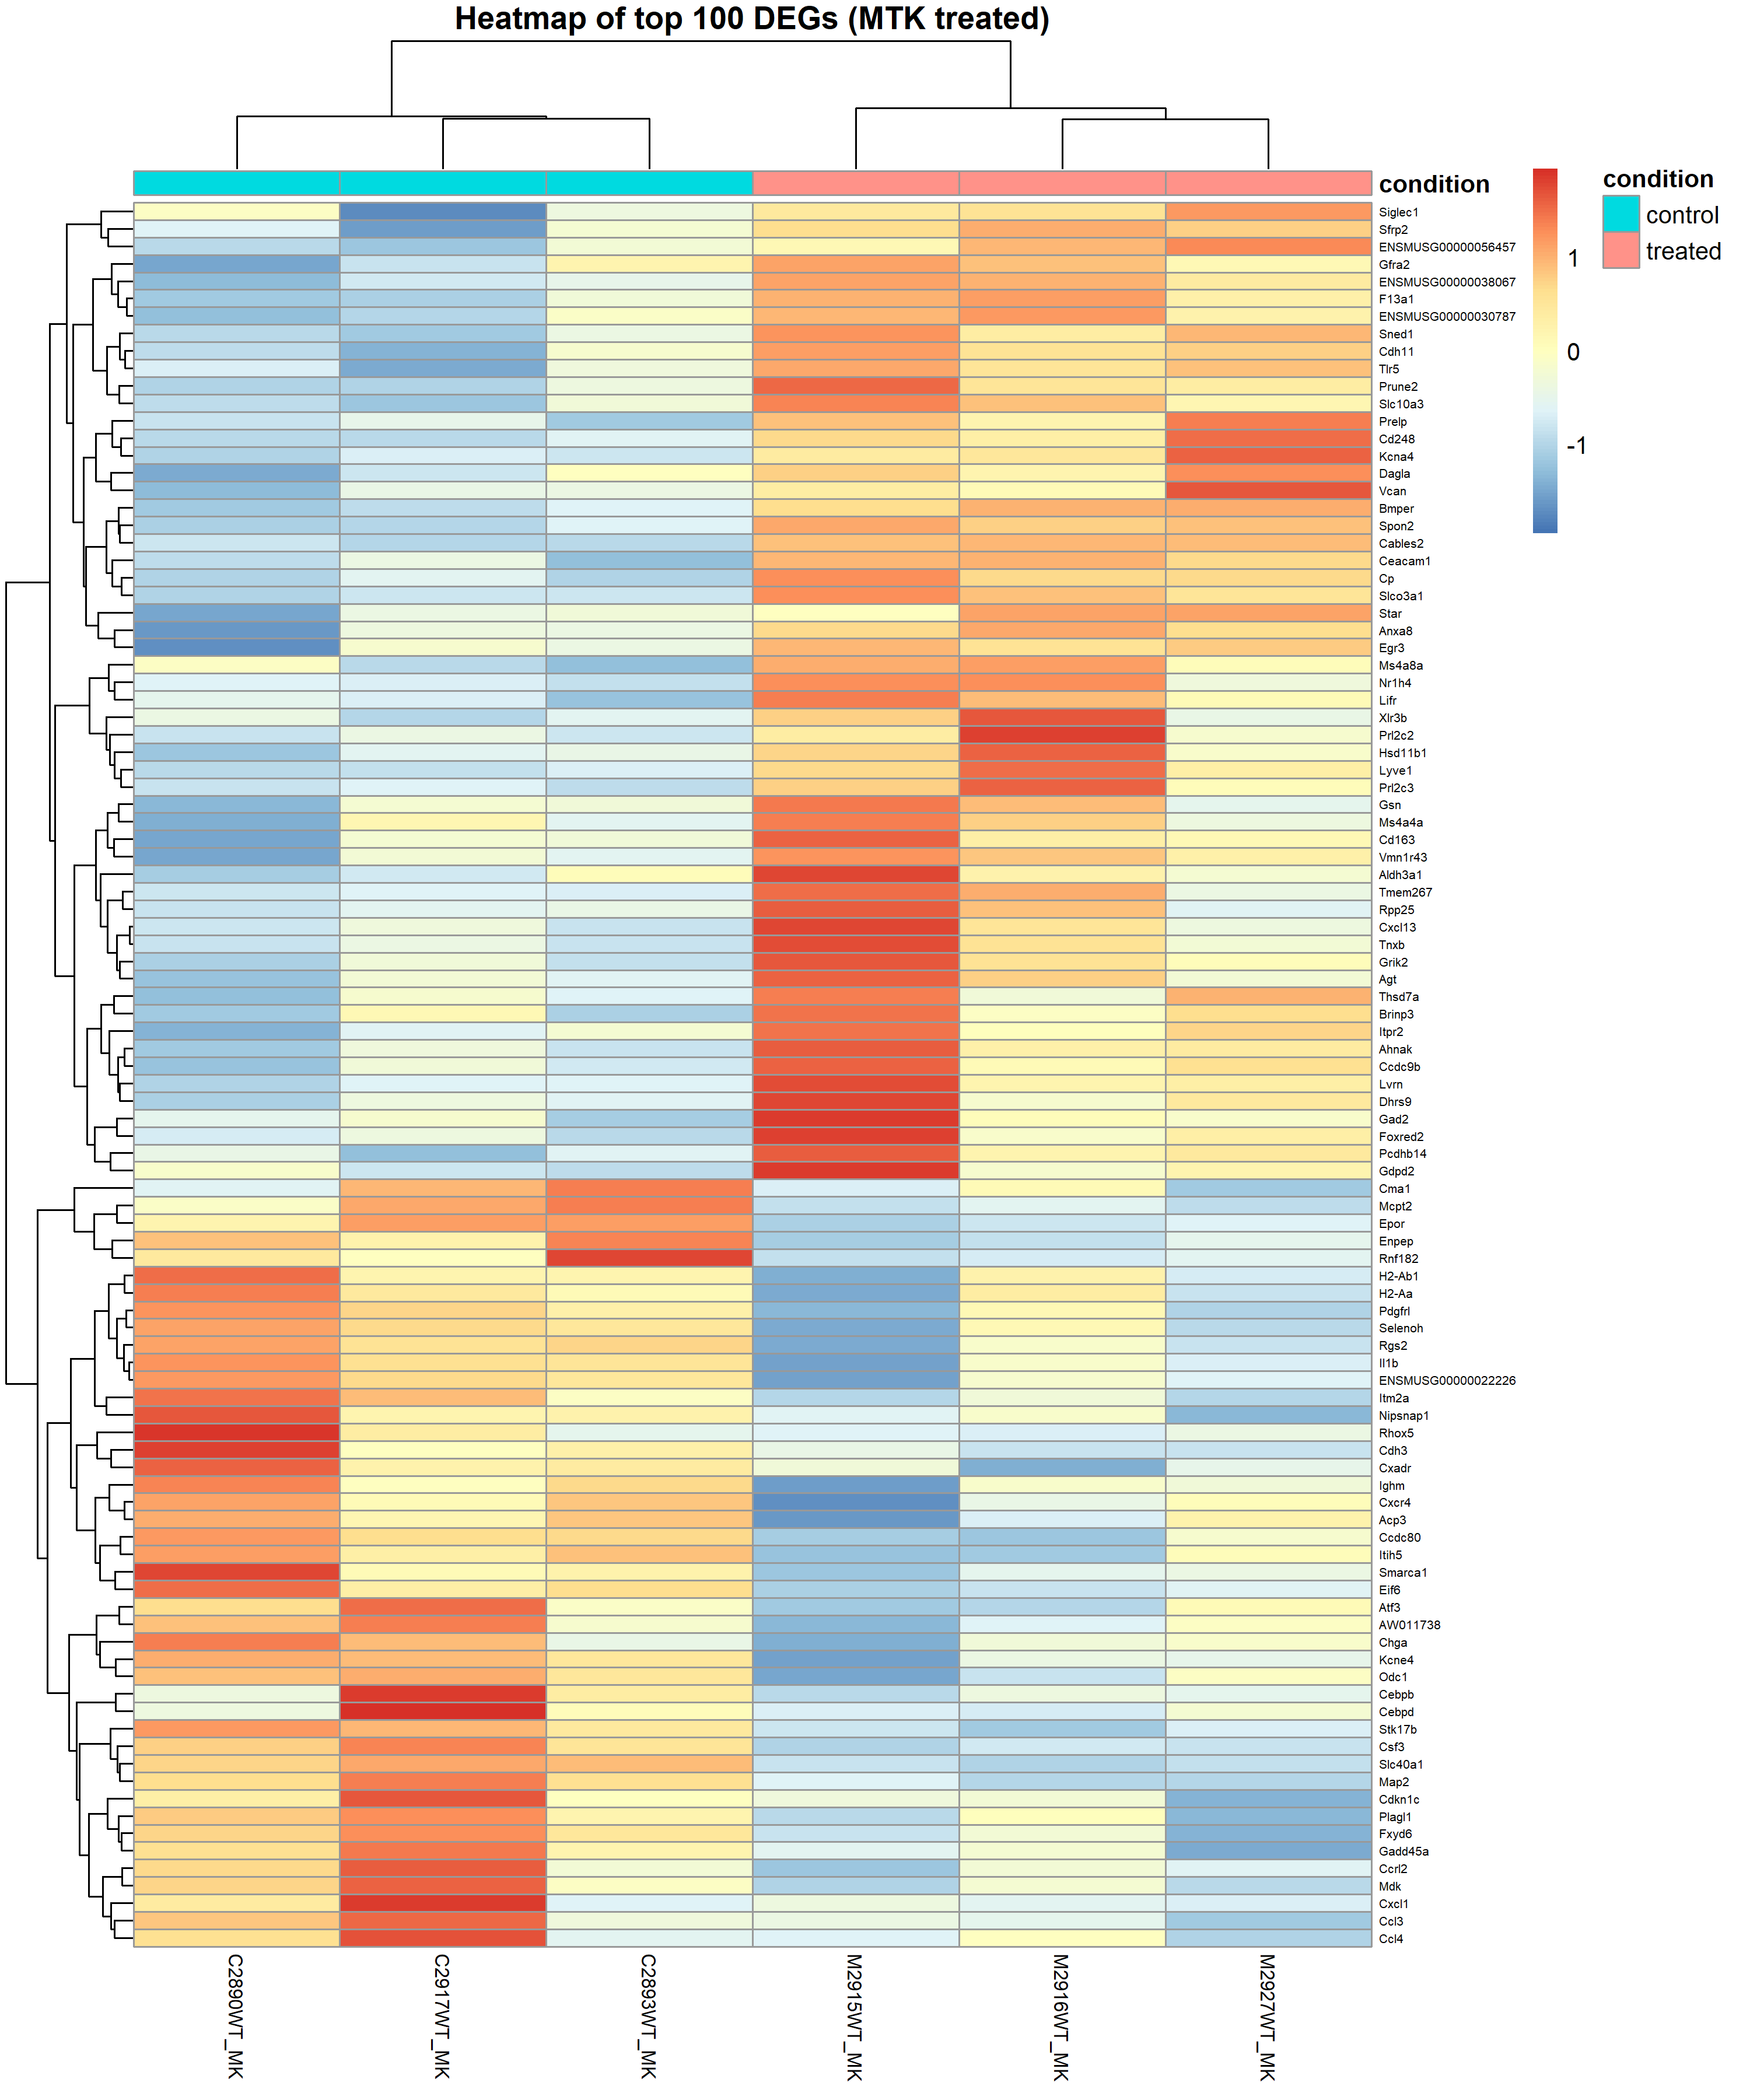 Heatmap of top 100 DEGs (MTK treated)
condition
condition
control
treated
1
0
-1
Siglec1
Sfrp2
ENSMUSG00000056457
Gfra2
ENSMUSG00000038067
F13a1
ENSMUSG00000030787
Sned1
Cdh11
Tlr5
Prune2
Slc10a3
Prelp
Cd248
Kcna4
Dagla
Vcan
Bmper
Spon2
Cables2
Ceacam1
Cp
Slco3a1
Star
Anxa8
Egr3
Ms4a8a
Nr1h4
Lifr
Xlr3b
Prl2c2
Hsd11b1
Lyve1
Prl2c3
Gsn
Ms4a4a
Cd163
Vmn1r43
Aldh3a1
Tmem267
Rpp25
Cxcl13
Tnxb
Grik2
Agt
Thsd7a
Brinp3
Itpr2
Ahnak
Ccdc9b
Lvrn
Dhrs9
Gad2
Foxred2
Pcdhb14
Gdpd2
Cma1
Mcpt2
Epor
Enpep
Rnf182
H2-Ab1
H2-Aa
Pdgfrl
Selenoh
Rgs2
Il1b
ENSMUSG00000022226
Itm2a
Nipsnap1
Rhox5
Cdh3
Cxadr
Ighm
Cxcr4
Acp3
Ccdc80
Itih5
Smarca1
Eif6
Atf3
AW011738
Chga
Kcne4
Odc1
Cebpb
Cebpd
Stk17b
Csf3
Slc40a1
Map2
Cdkn1c
Plagl1
Fxyd6
Gadd45a
Ccrl2
Mdk
Cxcl1
Ccl3
Ccl4
C2890WT_MK
C2917WT_MK
C2893WT_MK
M2915WT_MK
M2916WT_MK
M2927WT_MK